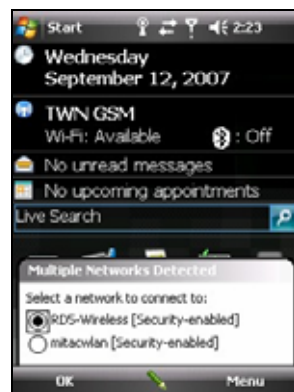 Start 2:23
Wednesday
September 12, 2007
TWN GSM
Wi-Fi: Available : Off
No unread messages
No upcoming appointments
Live Search
Multiple Networks Detected
Select a network to connect to:
RDS-Wireless [Security-enabled]
mitacwlan [Security-enabled]
OK Menu